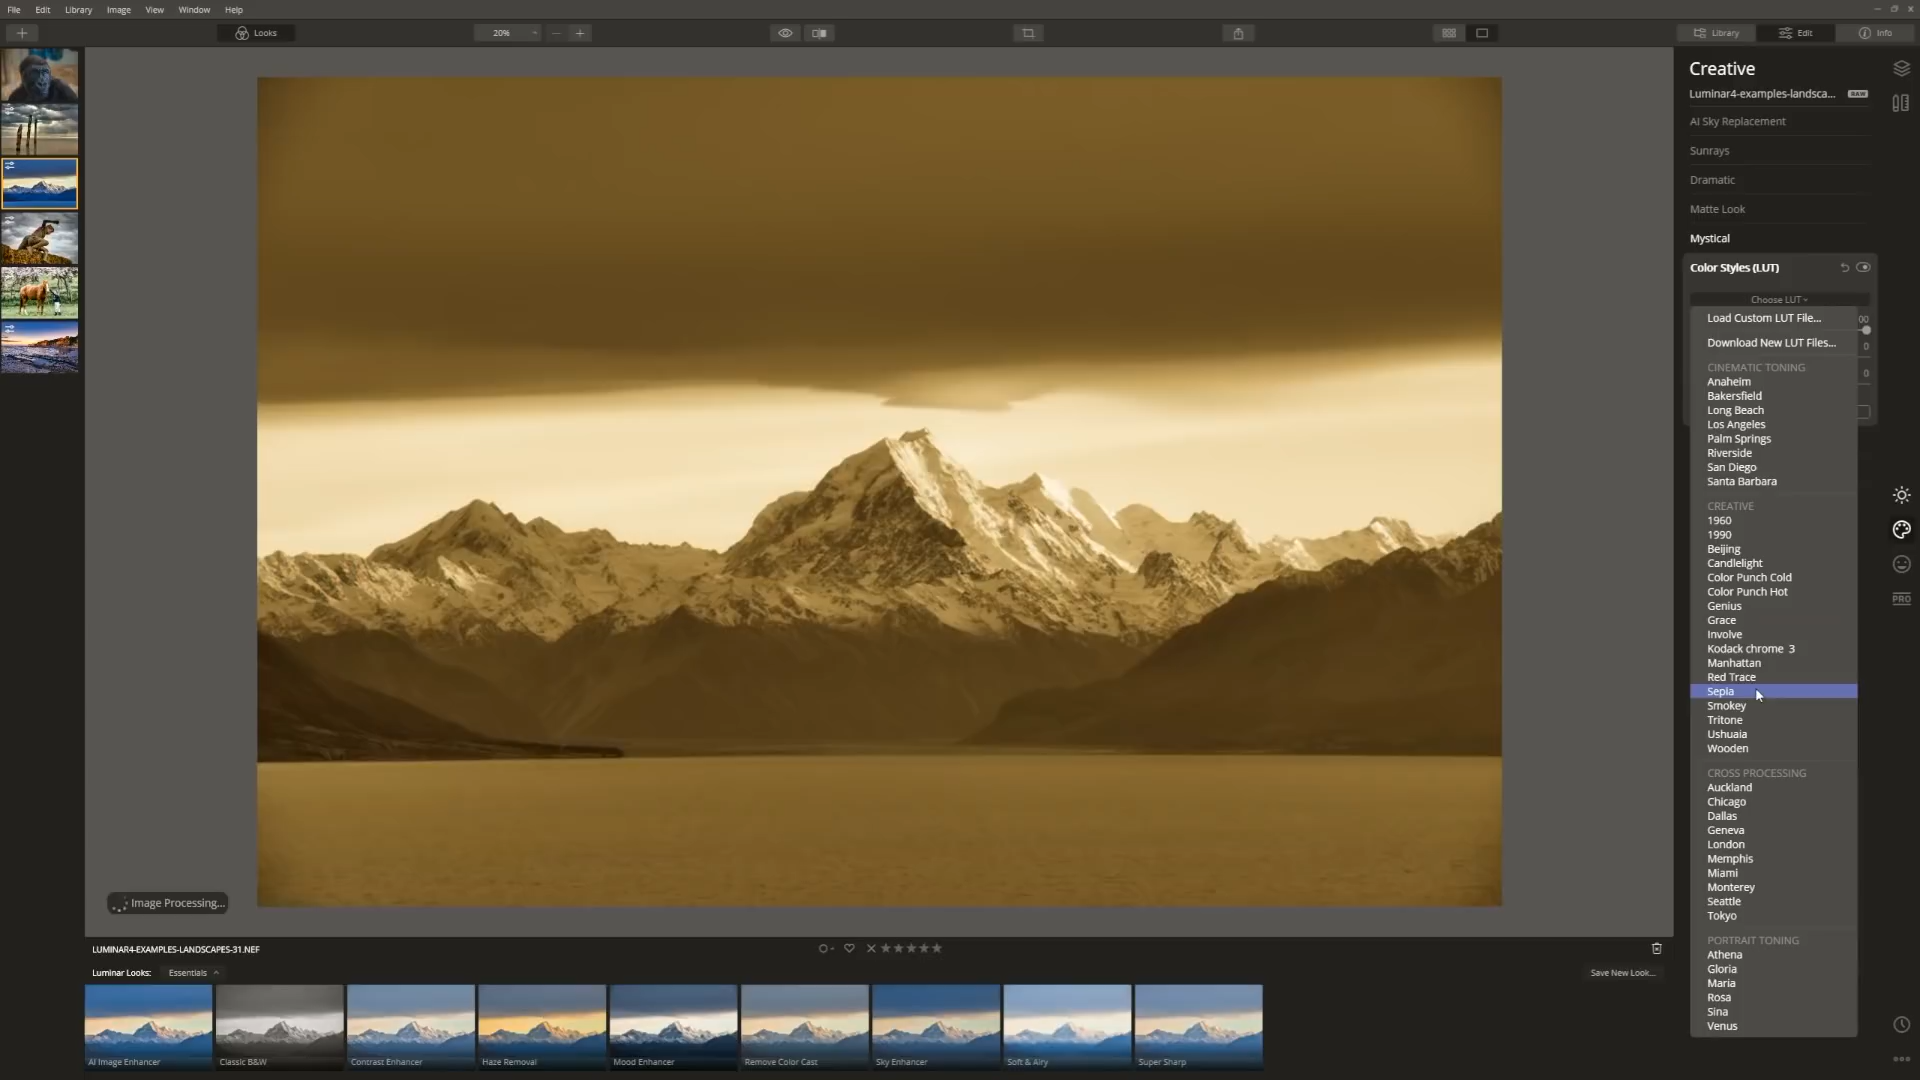 File Edit Library Image View Window Help
Looks 20% Library Edit Info
Creative
Luminar4-examples-landsca... RAW
AI Sky Replacement
Sunrays
Dramatic
Matte Look
Mystical
Color Styles (LUT)
Choose LUT
Load Custom LUT File... 00
Download New LUT Files... 0
CINEMATIC TONING
Anaheim 0
Bakersfield
Long Beach
Los Angeles
Palm Springs
Riverside
San Diego
Santa Barbara
CREATIVE
1960
1990
Beijing
Candlelight
Color Punch Cold
Color Punch Hot
Genius
PRO
Grace
Involve
Kodack chrome 3
Manhattan
Red Trace
Sepia
Smokey
Tritone
Ushuaia
Wooden
CROSS PROCESSING
Auckland
Chicago
Dallas
Geneva
London
Memphis
Miami
Monterey
Seattle
Tokyo
PORTRAIT TONING
Athena
Gloria
Maria
Rosa
Sina
Venus
Image Processing...
LUMINAR4-EXAMPLES-LANDSCAPES-31.NEF
Luminar Looks: Essentials Save New Look...
AI Image Enhancer Classic B&W Contrast Enhancer Haze Removal Mood Enhancer Remove Color Cast Sky Enhancer Soft & Airy Super Sharp